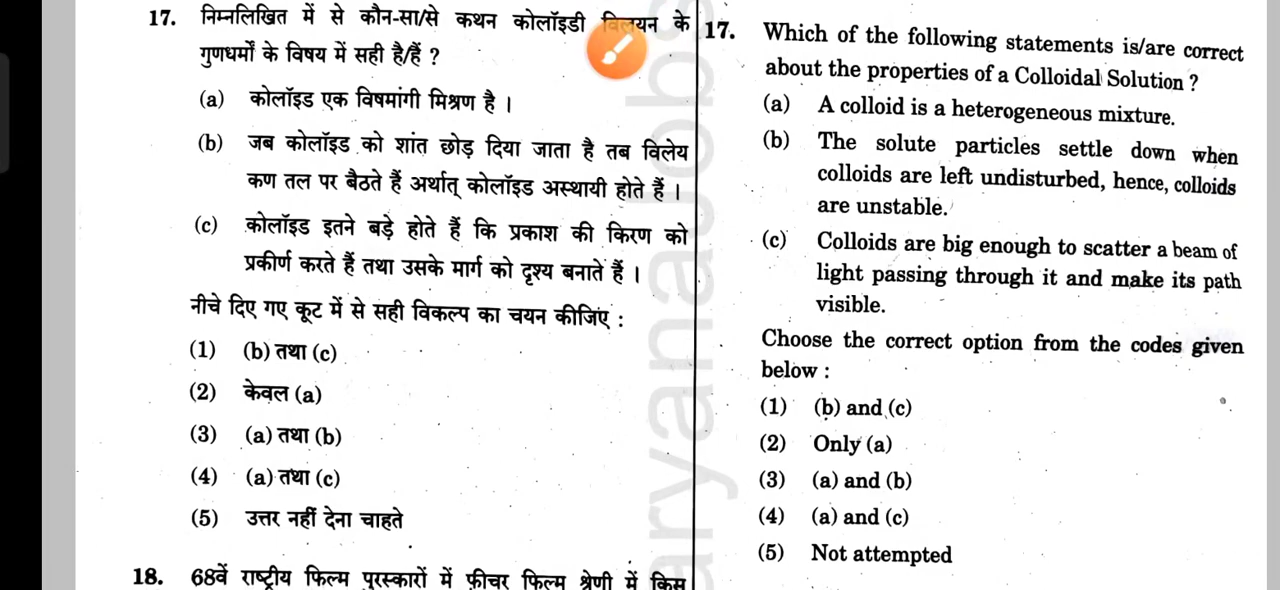 17. निम्नलिखित में से कौन-सा/से कथन कोलॉइडी विलयन के
गुणधर्मों के विषय में सही है/हैं ?
(a) कोलॉइड एक विषमांगी मिश्रण है ।
(b) जब कोलॉइड को शांत छोड़ दिया जाता है तब विलेय
कण तल पर बैठते हैं अर्थात् कोलॉइड अस्थायी होते हैं ।
(c) कोलॉइड इतने बड़े होते हैं कि प्रकाश की किरण को
प्रकीर्ण करते हैं तथा उसके मार्ग को दृश्य बनाते हैं ।
नीचे दिए गए कूट में से सही विकल्प का चयन कीजिए :
(1) (b) तथा (c)
(2) केवल (a)
(3) (a) तथा (b)
(4) (a) तथा (c)
(5) उत्तर नहीं देना चाहते
18. 68वें राष्ट्रीय फिल्म पुरस्कारों में फ़ीचर फिल्म श्रेणी में किस
17. Which of the following statements is/are correct
about the properties of a Colloidal Solution ?
(a) A colloid is a heterogeneous mixture.
(b) The solute particles settle down when
colloids are left undisturbed, hence, colloids
are unstable.
(c) Colloids are big enough to scatter a beam of
light passing through it and make its path
visible.
Choose the correct option from the codes given
below :
(1) (b) and (c)
(2) Only (a)
(3) (a) and (b)
(4) (a) and (c)
(5) Not attempted
aryanajobs